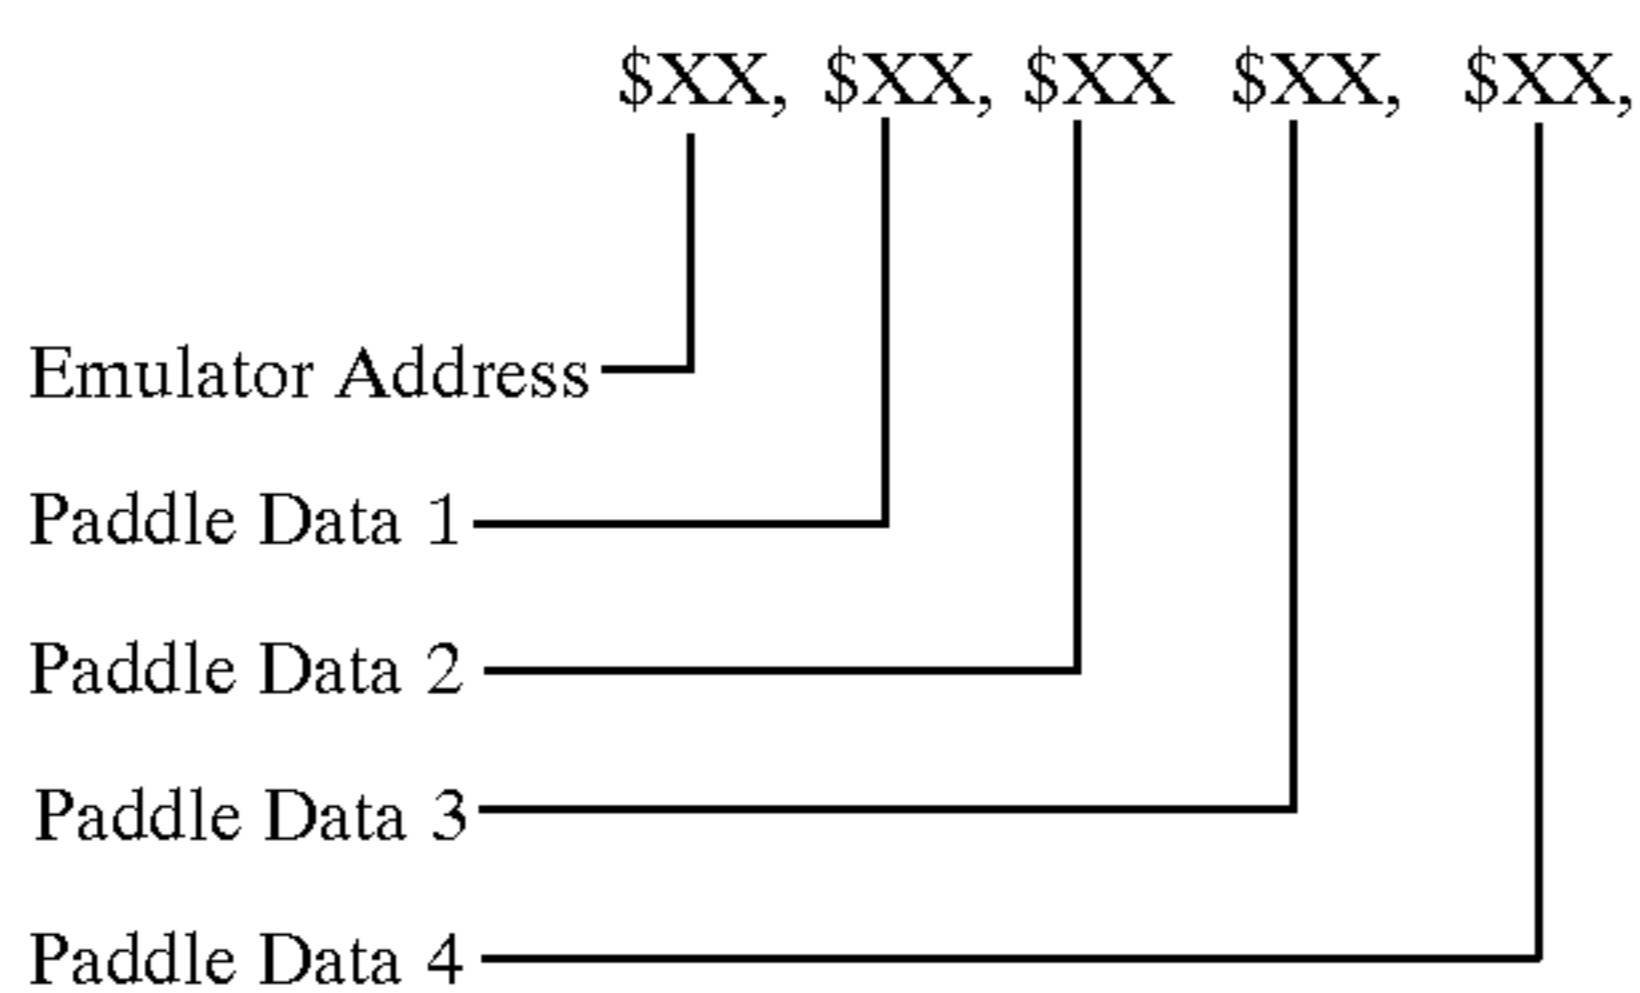 $XX, $XX, $XX $XX, $XX,
Emulator Address
Paddle Data 1
Paddle Data 2
Paddle Data 3
Paddle Data 4